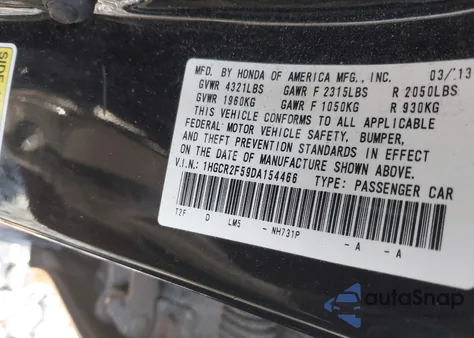 SIDE
MFD. BY HONDA OF AMERICA MFG., INC. 03/13
GVWR 4321LBS GAWR F 2315LBS R 2050LBS
GVWR 1960KG GAWR F 1050KG R 930KG
THIS VEHICLE CONFORMS TO ALL APPLICABLE
FEDERAL MOTOR VEHICLE SAFETY, BUMPER,
AND THEFT PREVENTION STANDARDS IN EFFECT
ON THE DATE OF MANUFACTURE SHOWN ABOVE.
V.I.N.: 1HGCR2F59DA154466 TYPE: PASSENGER CAR
T2F D LM5 - NH731P - A - A
autoSnap